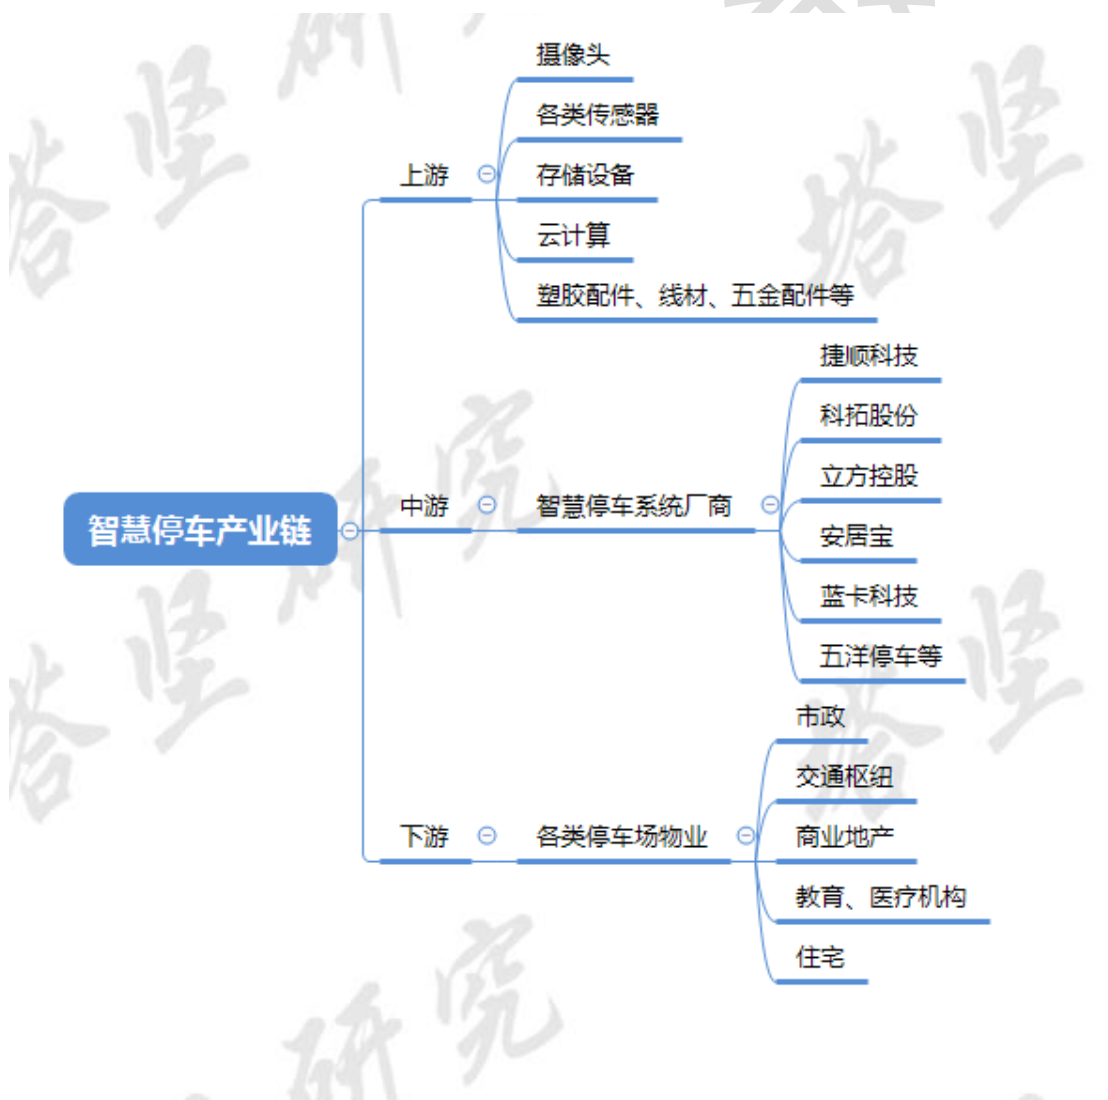 摄像头
各类传感器
上游
存储设备
云计算
塑胶配件、线材、五金配件等
捷顺科技
科拓股份
立方控股
中游
智慧停车系统厂商
智慧停车产业链
安居宝
蓝卡科技
五洋停车等
市政
交通枢纽
下游
各类停车场物业
商业地产
教育、医疗机构
住宅
塔坚研究